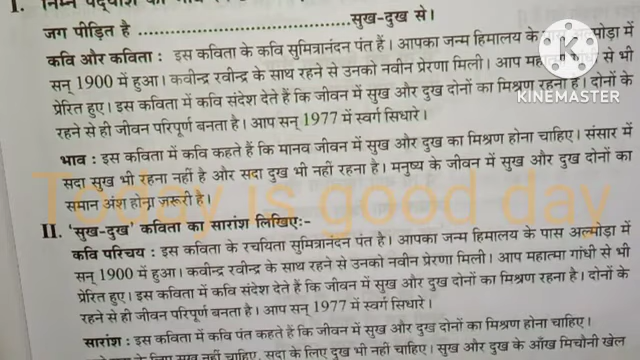 I. निम्न पद्यांश का भाव
जग पीड़ित है ................................................सुख-दुख से।
कवि और कविता : इस कविता के कवि सुमित्रानंदन पंत हैं। आपका जन्म हिमालय के पास अल्मोड़ा में
सन् 1900 में हुआ। कवीन्द्र रवीन्द्र के साथ रहने से उनको नवीन प्रेरणा मिली। आप महात्मा से भी
प्रेरित हुए। इस कविता में कवि संदेश देते हैं कि जीवन में सुख और दुख दोनों का मिश्रण रहना है। दोनों के
रहने से ही जीवन परिपूर्ण बनता है। आप सन् 1977 में स्वर्ग सिधारे।
KINEMASTER
भाव : इस कविता में कवि कहते हैं कि मानव जीवन में सुख और दुख का मिश्रण होना चाहिए। संसार में
सदा सुख भी रहना नहीं है और सदा दुख भी नहीं रहना है। मनुष्य के जीवन में सुख और दुख दोनों का
समान अंश होना ज़रूरी है।
Today is good day
II. 'सुख-दुख' कविता का सारांश लिखिए:-
कवि परिचय : इस कविता के रचयिता सुमित्रानंदन पंत है। आपका जन्म हिमालय के पास अल्मोड़ा में
सन् 1900 में हुआ। कवीन्द्र रवीन्द्र के साथ रहने से उनको नवीन प्रेरणा मिली। आप महात्मा गांधी से भी
प्रेरित हुए। इस कविता में कवि संदेश देते हैं कि जीवन में सुख और दुख दोनों का मिश्रण रहना है। दोनों के
रहने से ही जीवन परिपूर्ण बनता है। आप सन् 1977 में स्वर्ग सिधारे।
सारांश : इस कविता में कवि पंत कहते हैं कि जीवन में सुख और दुख दोनों का मिश्रण होना चाहिए।
के लिए सुख नहीं चाहिए, सदा के लिए दुख भी नहीं चाहिए। सुख और दुख के आँख मिचौनी खेल